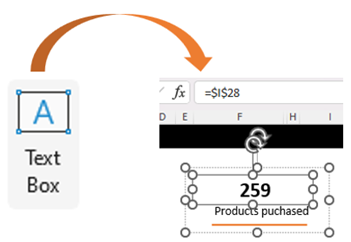 A
Text
Box
fx =$I$28
D E F H I
259
Products puchased